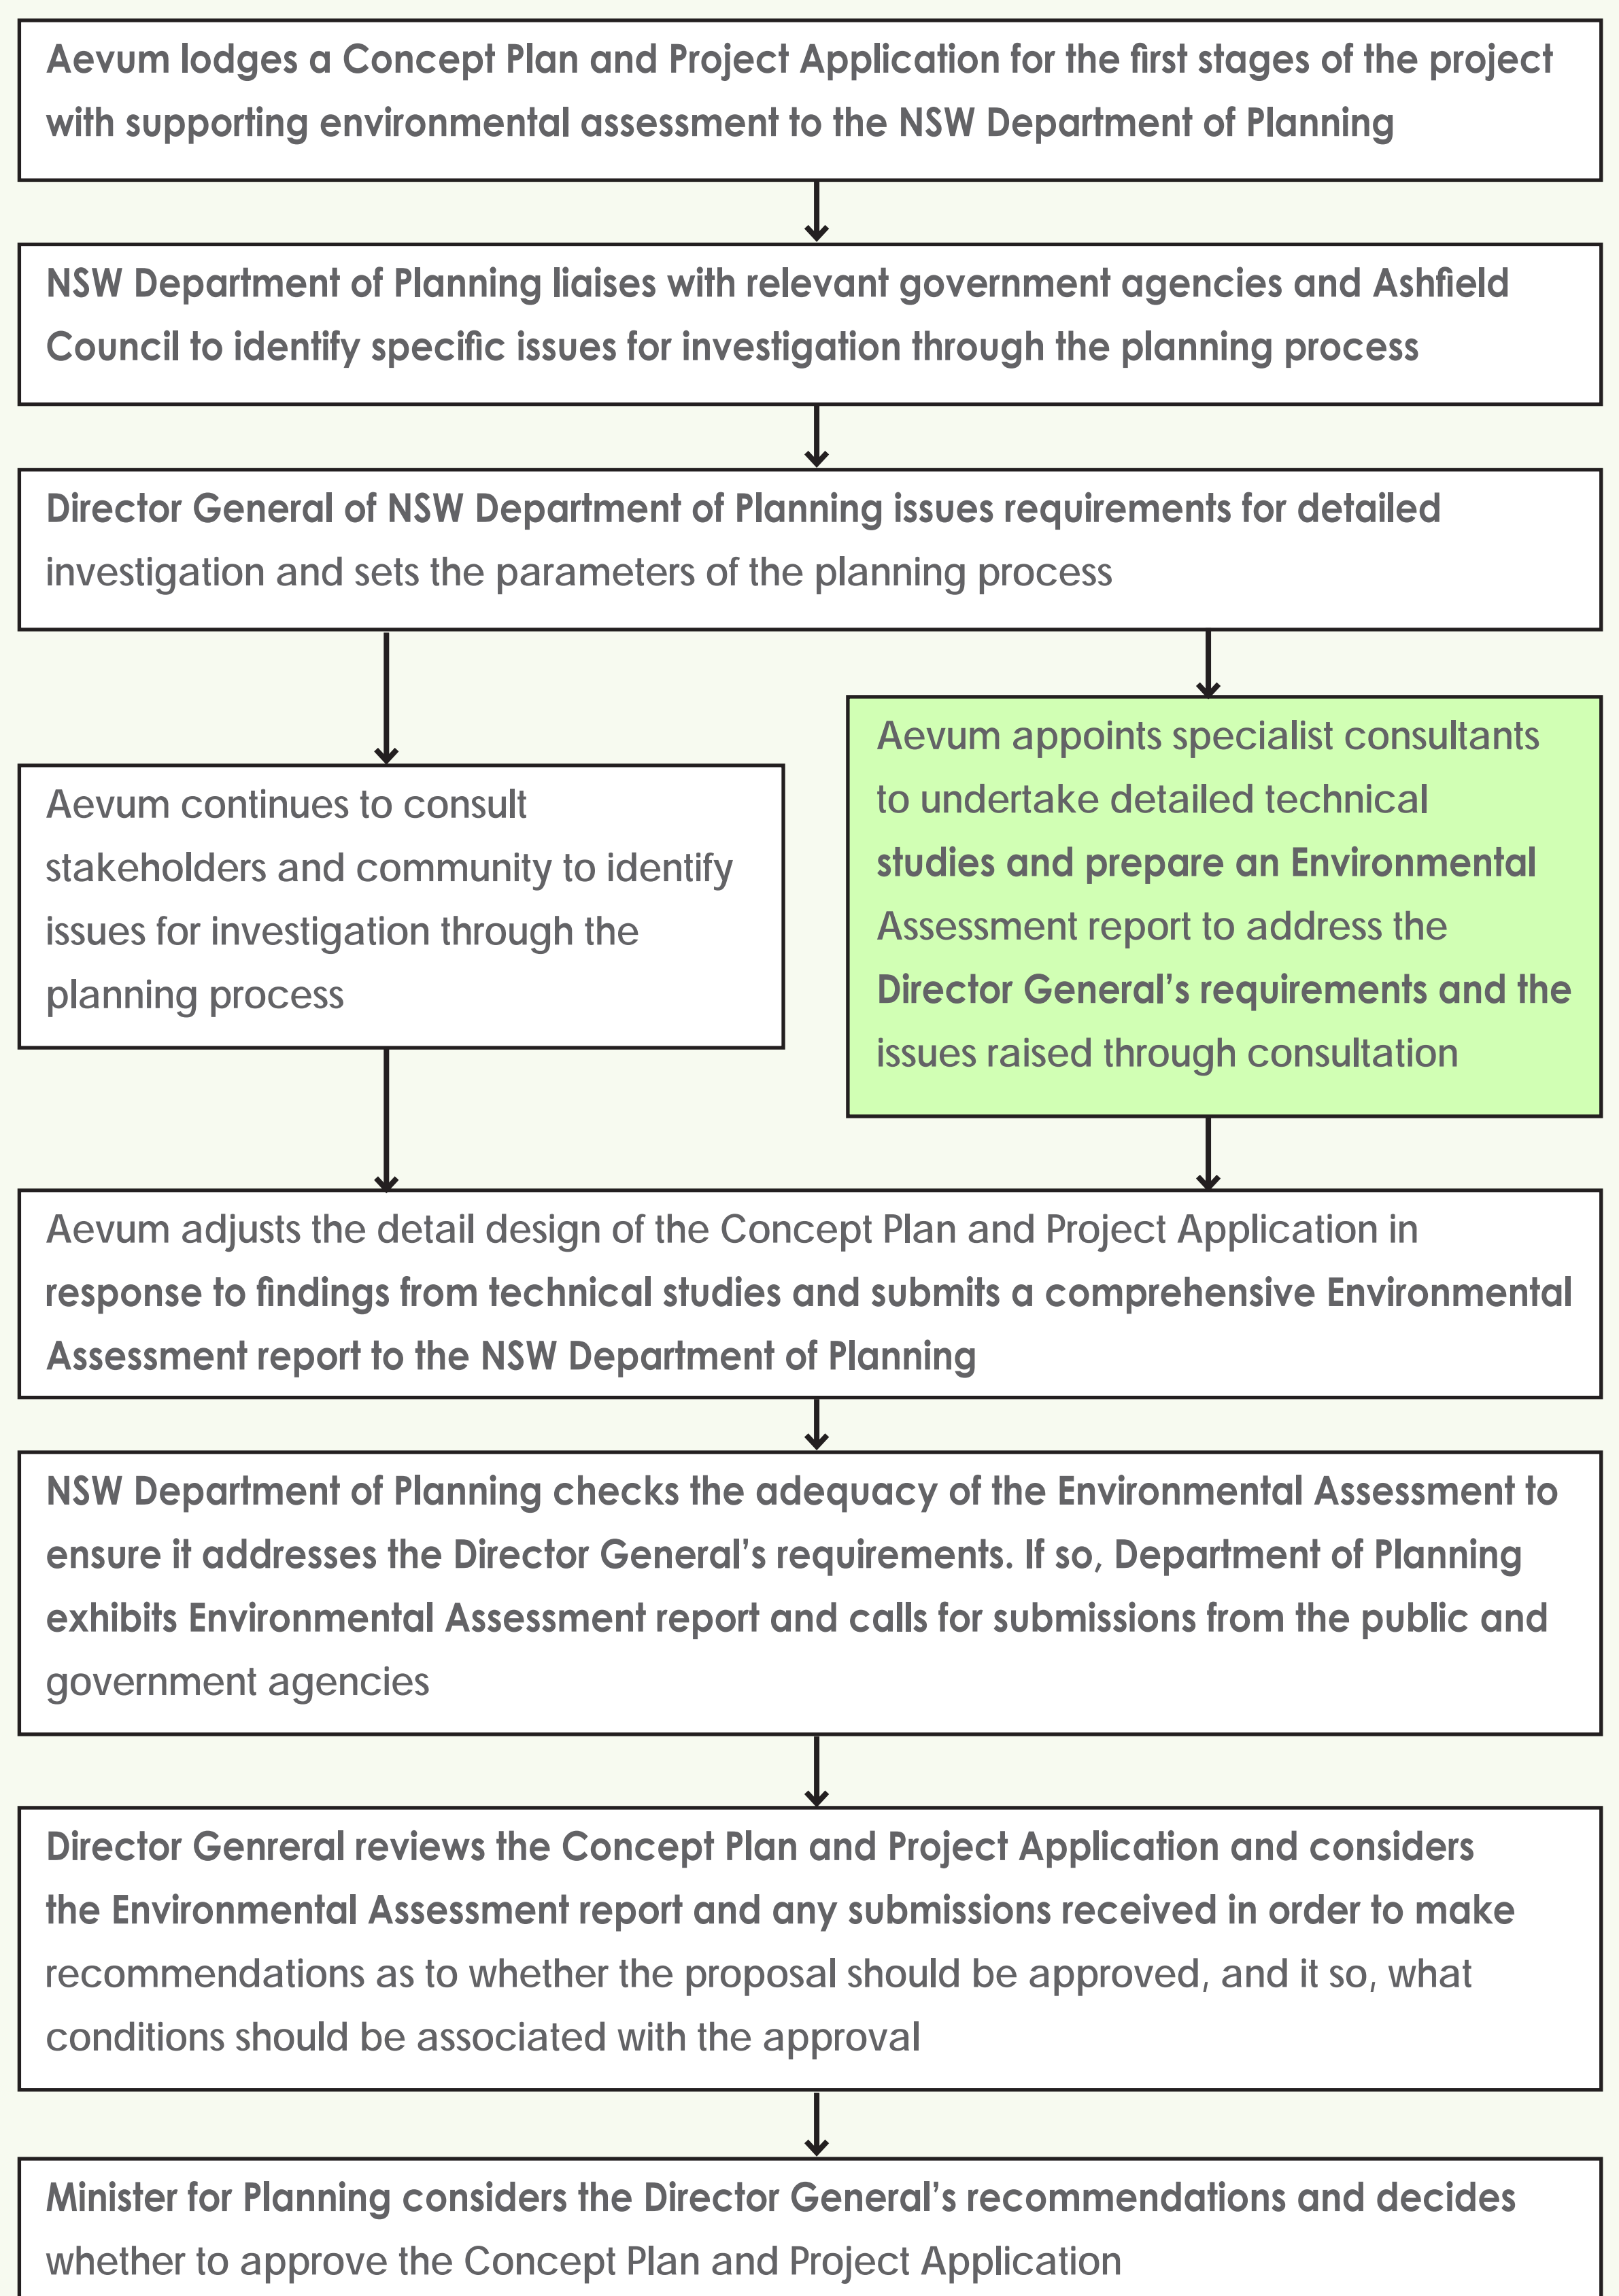 Aevum lodges a Concept Plan and Project Application for the first stages of the project
with supporting environmental assessment to the NSW Department of Planning
NSW Department of Planning liaises with relevant government agencies and Ashfield
Council to identify specific issues for investigation through the planning process
Director General of NSW Department of Planning issues requirements for detailed
investigation and sets the parameters of the planning process
Aevum continues to consult
stakeholders and community to identify
issues for investigation through the
planning process
Aevum appoints specialist consultants
to undertake detailed technical
studies and prepare an Environmental
Assessment report to address the
Director General's requirements and the
issues raised through consultation
Aevum adjusts the detail design of the Concept Plan and Project Application in
response to findings from technical studies and submits a comprehensive Environmental
Assessment report to the NSW Department of Planning
NSW Department of Planning checks the adequacy of the Environmental Assessment to
ensure it addresses the Director General's requirements. If so, Department of Planning
exhibits Environmental Assessment report and calls for submissions from the public and
government agencies
Director Genreral reviews the Concept Plan and Project Application and considers
the Environmental Assessment report and any submissions received in order to make
recommendations as to whether the proposal should be approved, and it so, what
conditions should be associated with the approval
Minister for Planning considers the Director General's recommendations and decides
whether to approve the Concept Plan and Project Application